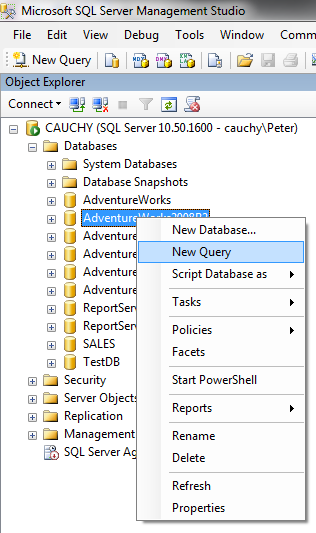 Microsoft SQL Server Management Studio
File Edit View Debug Tools Window Comm
New Query
Object Explorer
Connect
CAUCHY (SQL Server 10.50.1600 - cauchy\Peter)
Databases
System Databases
Database Snapshots
AdventureWorks
AdventureWorks2008R2
New Database...
Adventure
New Query
Adventure
Script Database as
Adventure
Adventure
Tasks
ReportServ
ReportServ
Policies
SALES
Facets
TestDB
Security
Start PowerShell
Server Objects
Replication
Reports
Management
Rename
SQL Server Ag
Delete
Refresh
Properties